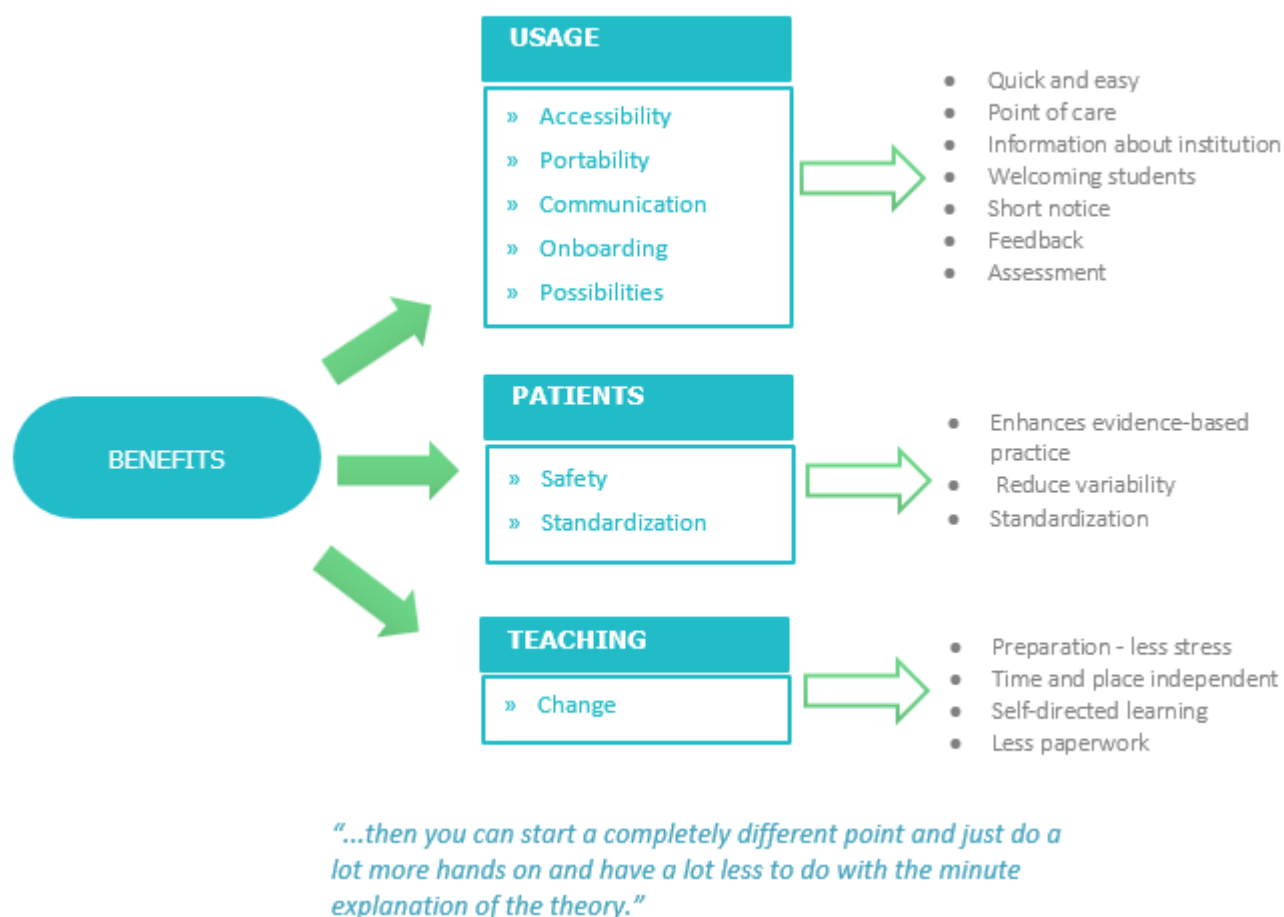 USAGE
» Accessibility
» Portability
» Communication
» Onboarding
» Possibilities
● Quick and easy
● Point of care
● Information about institution
● Welcoming students
● Short notice
● Feedback
● Assessment
BENEFITS
PATIENTS
» Safety
» Standardization
● Enhances evidence-based
practice
● Reduce variability
● Standardization
TEACHING
» Change
● Preparation - less stress
● Time and place independent
● Self-directed learning
● Less paperwork
“...then you can start a completely different point and just do a
lot more hands on and have a lot less to do with the minute
explanation of the theory.”